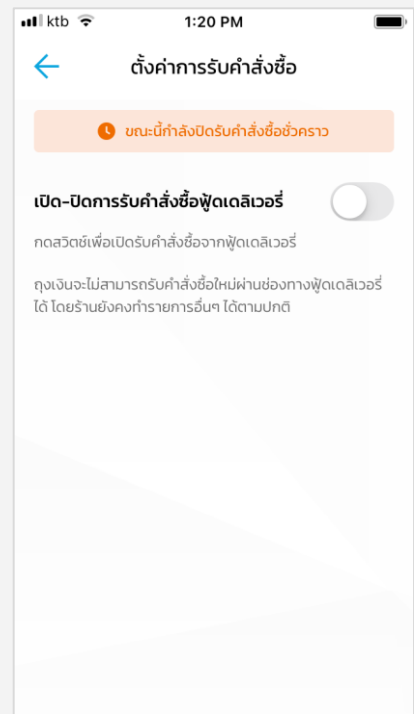 ktb 1:20 PM
ตั้งค่าการรับคำสั่งซื้อ
ขณะนี้กำลังปิดรับคำสั่งซื้อชั่วคราว
เปิด-ปิดการรับคำสั่งซื้อฟู้ดเดลิเวอรี่
กดสวิตช์เพื่อเปิดรับคำสั่งซื้อจากฟู้ดเดลิเวอรี่
ถุงเงินจะไม่สามารถรับคำสั่งซื้อใหม่ผ่านช่องทางฟู้ดเดลิเวอรี่
ได้ โดยร้านยังคงทำรายการอื่นๆ ได้ตามปกติ